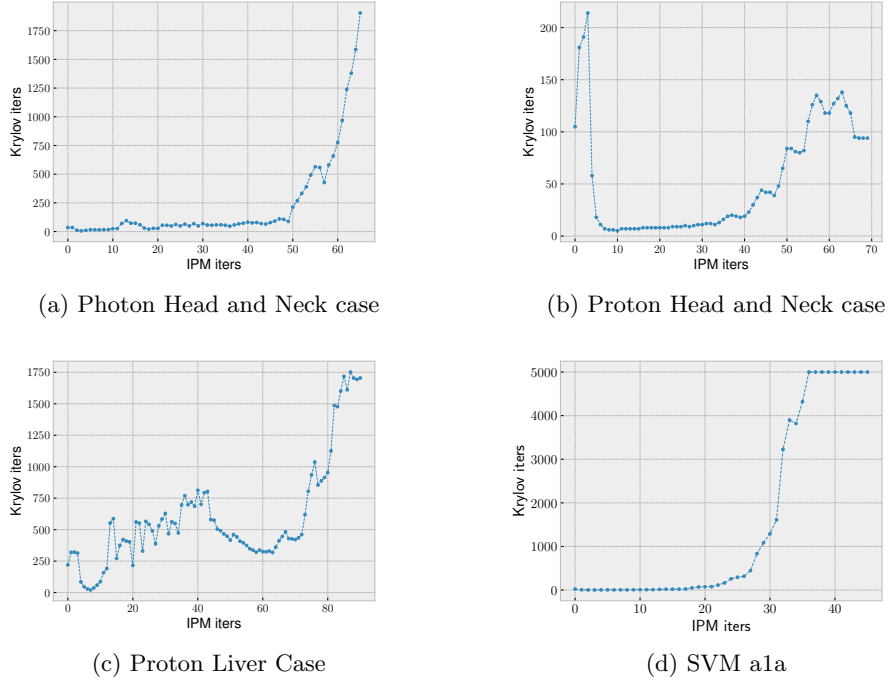 1750
1500
1250
1000
750
500
250
0
Krylov iters
0 10 20 30 40 50 60
IPM iters
(a) Photon Head and Neck case
200
150
100
50
0
Krylov iters
0 10 20 30 40 50 60 70
IPM iters
(b) Proton Head and Neck case
1750
1500
1250
1000
750
500
250
0
Krylov iters
0 20 40 60 80
IPM iters
(c) Proton Liver Case
5000
4000
3000
2000
1000
0
Krylov iters
0 10 20 30 40
IPM iters
(d) SVM a1a